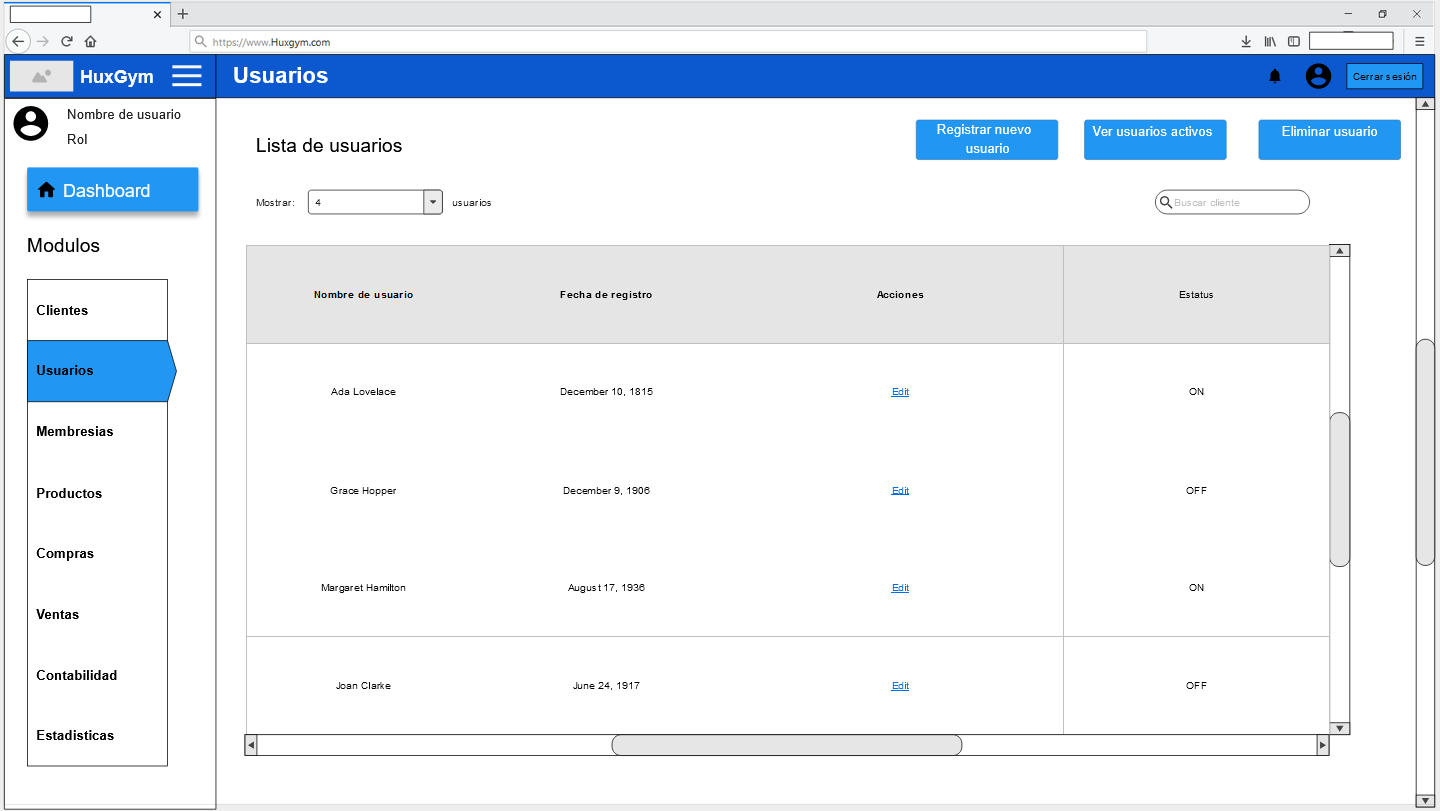 https://www.Huxgym.com
HuxGym
Usuarios
Cerrar sesión
Nombre de usuario
Rol
Dashboard
Modulos
Clientes
Usuarios
Membresias
Productos
Compras
Ventas
Contabilidad
Estadisticas
Lista de usuarios
Registrar nuevo
usuario
Ver usuarios activos
Eliminar usuario
Mostrar: 4 usuarios
Buscar cliente
Nombre de usuario Fecha de registro Acciones Estatus
Ada Lovelace December 10, 1815 Edit ON
Grace Hopper December 9, 1906 Edit OFF
Margaret Hamilton August 17, 1936 Edit ON
Joan Clarke June 24, 1917 Edit OFF